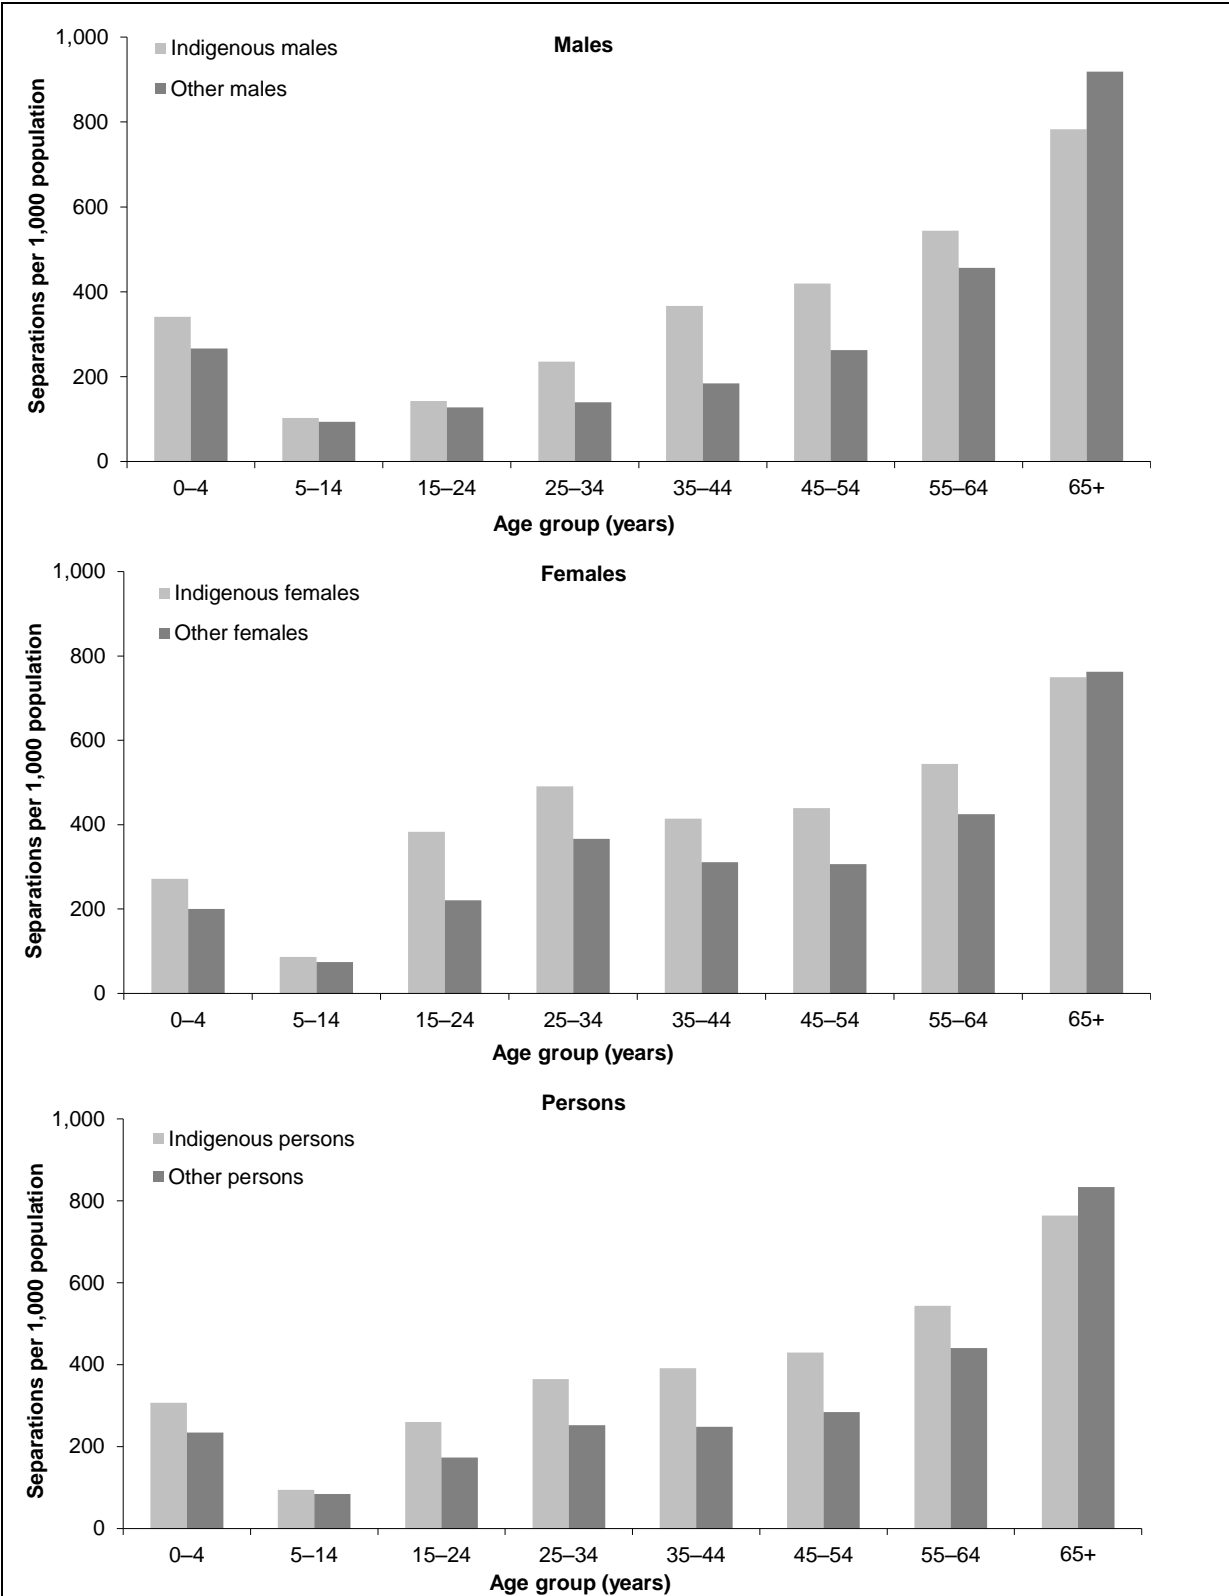 Males
Indigenous males
Other males
Separations per 1,000 population
1,000
800
600
400
200
0
0–4 5–14 15–24 25–34 35–44 45–54 55–64 65+
Age group (years)
Females
Indigenous females
Other females
Separations per 1,000 population
1,000
800
600
400
200
0
0–4 5–14 15–24 25–34 35–44 45–54 55–64 65+
Age group (years)
Persons
Indigenous persons
Other persons
Separations per 1,000 population
1,000
800
600
400
200
0
0–4 5–14 15–24 25–34 35–44 45–54 55–64 65+
Age group (years)